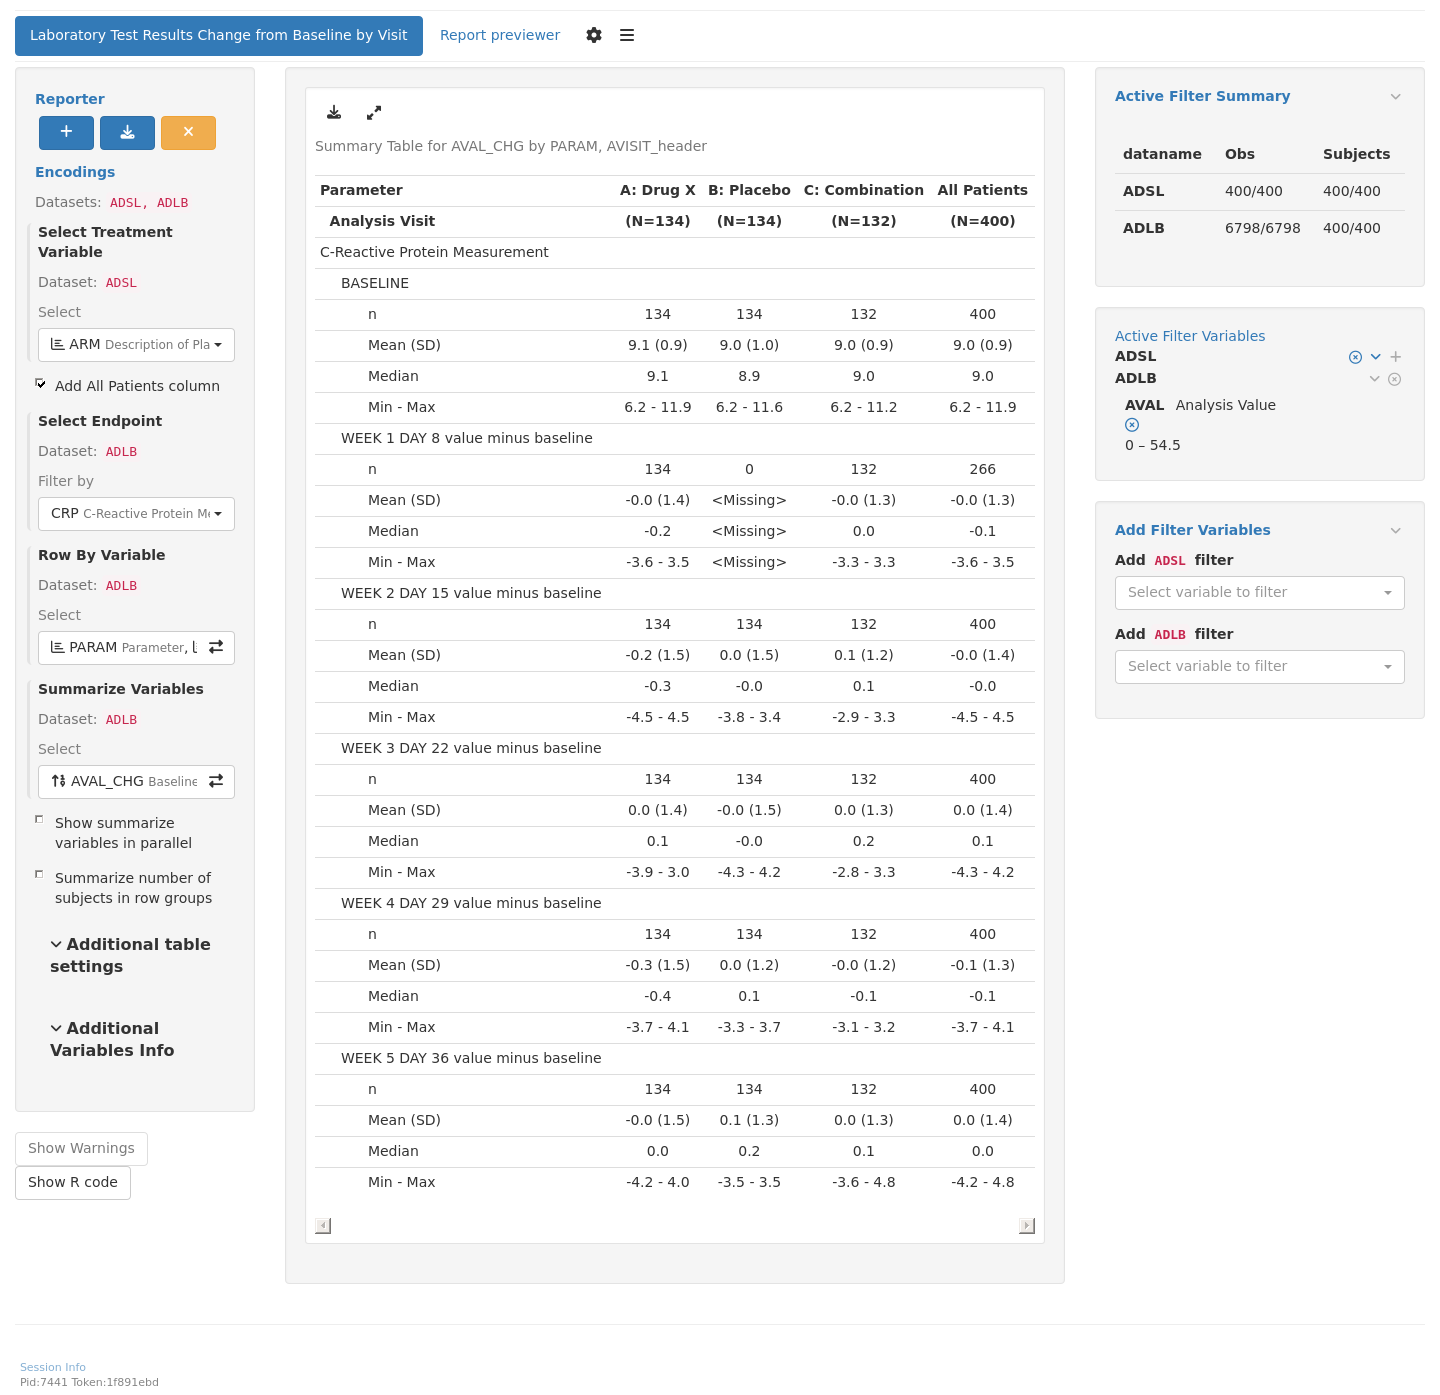 Laboratory Test Results Change from Baseline by Visit Report previewer
Reporter
Encodings
Datasets: ADSL, ADLB
Select Treatment
Variable
Dataset: ADSL
Select
ARM Description of Pla
Add All Patients column
Select Endpoint
Dataset: ADLB
Filter by
CRP C-Reactive Protein Me
Row By Variable
Dataset: ADLB
Select
PARAM Parameter,
Summarize Variables
Dataset: ADLB
Select
AVAL_CHG Baseline
Show summarize
variables in parallel
Summarize number of
subjects in row groups
Additional table
settings
Additional
Variables Info
Show Warnings
Show R code
Summary Table for AVAL_CHG by PARAM, AVISIT_header
Parameter A: Drug X B: Placebo C: Combination All Patients
Analysis Visit (N=134) (N=134) (N=132) (N=400)
C-Reactive Protein Measurement
BASELINE
n 134 134 132 400
Mean (SD) 9.1 (0.9) 9.0 (1.0) 9.0 (0.9) 9.0 (0.9)
Median 9.1 8.9 9.0 9.0
Min - Max 6.2 - 11.9 6.2 - 11.6 6.2 - 11.2 6.2 - 11.9
WEEK 1 DAY 8 value minus baseline
n 134 0 132 266
Mean (SD) -0.0 (1.4) <Missing> -0.0 (1.3) -0.0 (1.3)
Median -0.2 <Missing> 0.0 -0.1
Min - Max -3.6 - 3.5 <Missing> -3.3 - 3.3 -3.6 - 3.5
WEEK 2 DAY 15 value minus baseline
n 134 134 132 400
Mean (SD) -0.2 (1.5) 0.0 (1.5) 0.1 (1.2) -0.0 (1.4)
Median -0.3 -0.0 0.1 -0.0
Min - Max -4.5 - 4.5 -3.8 - 3.4 -2.9 - 3.3 -4.5 - 4.5
WEEK 3 DAY 22 value minus baseline
n 134 134 132 400
Mean (SD) 0.0 (1.4) -0.0 (1.5) 0.0 (1.3) 0.0 (1.4)
Median 0.1 -0.0 0.2 0.1
Min - Max -3.9 - 3.0 -4.3 - 4.2 -2.8 - 3.3 -4.3 - 4.2
WEEK 4 DAY 29 value minus baseline
n 134 134 132 400
Mean (SD) -0.3 (1.5) 0.0 (1.2) -0.0 (1.2) -0.1 (1.3)
Median -0.4 0.1 -0.1 -0.1
Min - Max -3.7 - 4.1 -3.3 - 3.7 -3.1 - 3.2 -3.7 - 4.1
WEEK 5 DAY 36 value minus baseline
n 134 134 132 400
Mean (SD) -0.0 (1.5) 0.1 (1.3) 0.0 (1.3) 0.0 (1.4)
Median 0.0 0.2 0.1 0.0
Min - Max -4.2 - 4.0 -3.5 - 3.5 -3.6 - 4.8 -4.2 - 4.8
Active Filter Summary
dataname Obs Subjects
ADSL 400/400 400/400
ADLB 6798/6798 400/400
Active Filter Variables
ADSL
ADLB
AVAL Analysis Value
0 – 54.5
Add Filter Variables
Add ADSL filter
Select variable to filter
Add ADLB filter
Select variable to filter
Session Info
Pid:7441 Token:1f891ebd